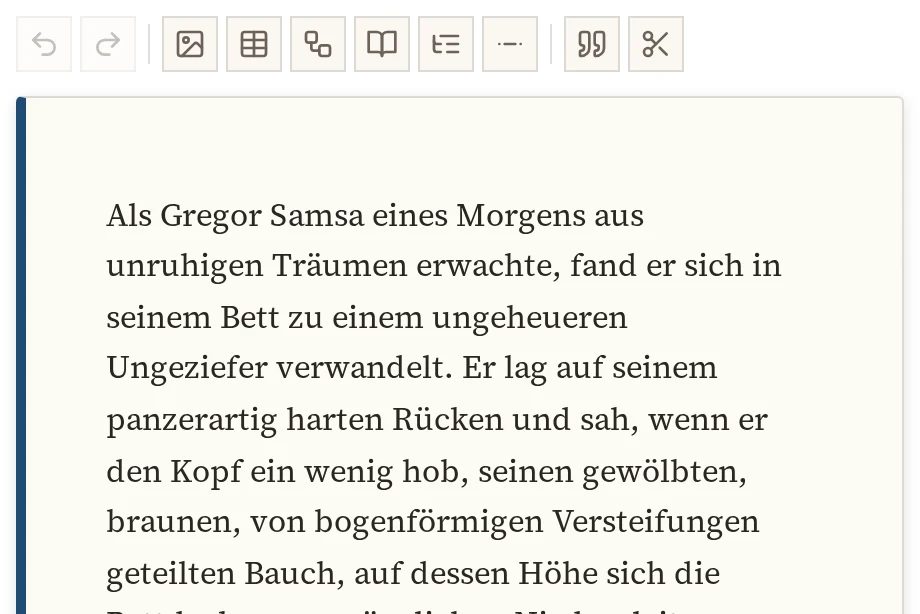 Als Gregor Samsa eines Morgens aus
unruhigen Träumen erwachte, fand er sich in
seinem Bett zu einem ungeheueren
Ungeziefer verwandelt. Er lag auf seinem
panzerartig harten Rücken und sah, wenn er
den Kopf ein wenig hob, seinen gewölbten,
braunen, von bogenförmigen Versteifungen
geteilten Bauch, auf dessen Höhe sich die